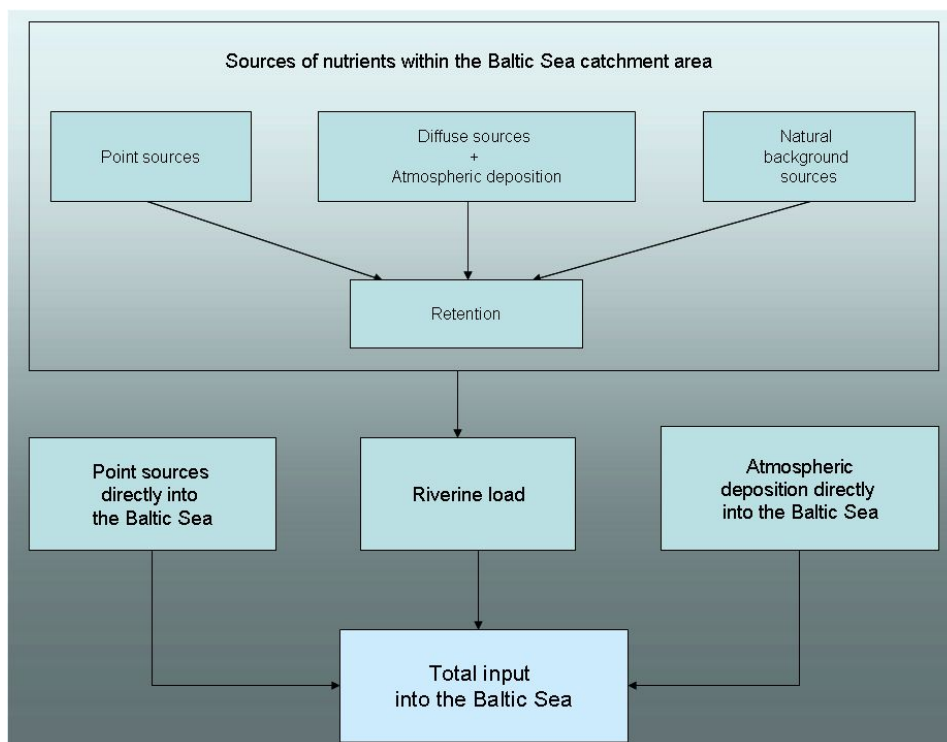 Sources of nutrients within the Baltic Sea catchment area
Point sources
Diffuse sources
+
Atmospheric deposition
Natural
background
sources
Retention
Point sources
directly into
the Baltic Sea
Riverine load
Atmospheric
deposition directly
into the Baltic Sea
Total input
into the Baltic Sea